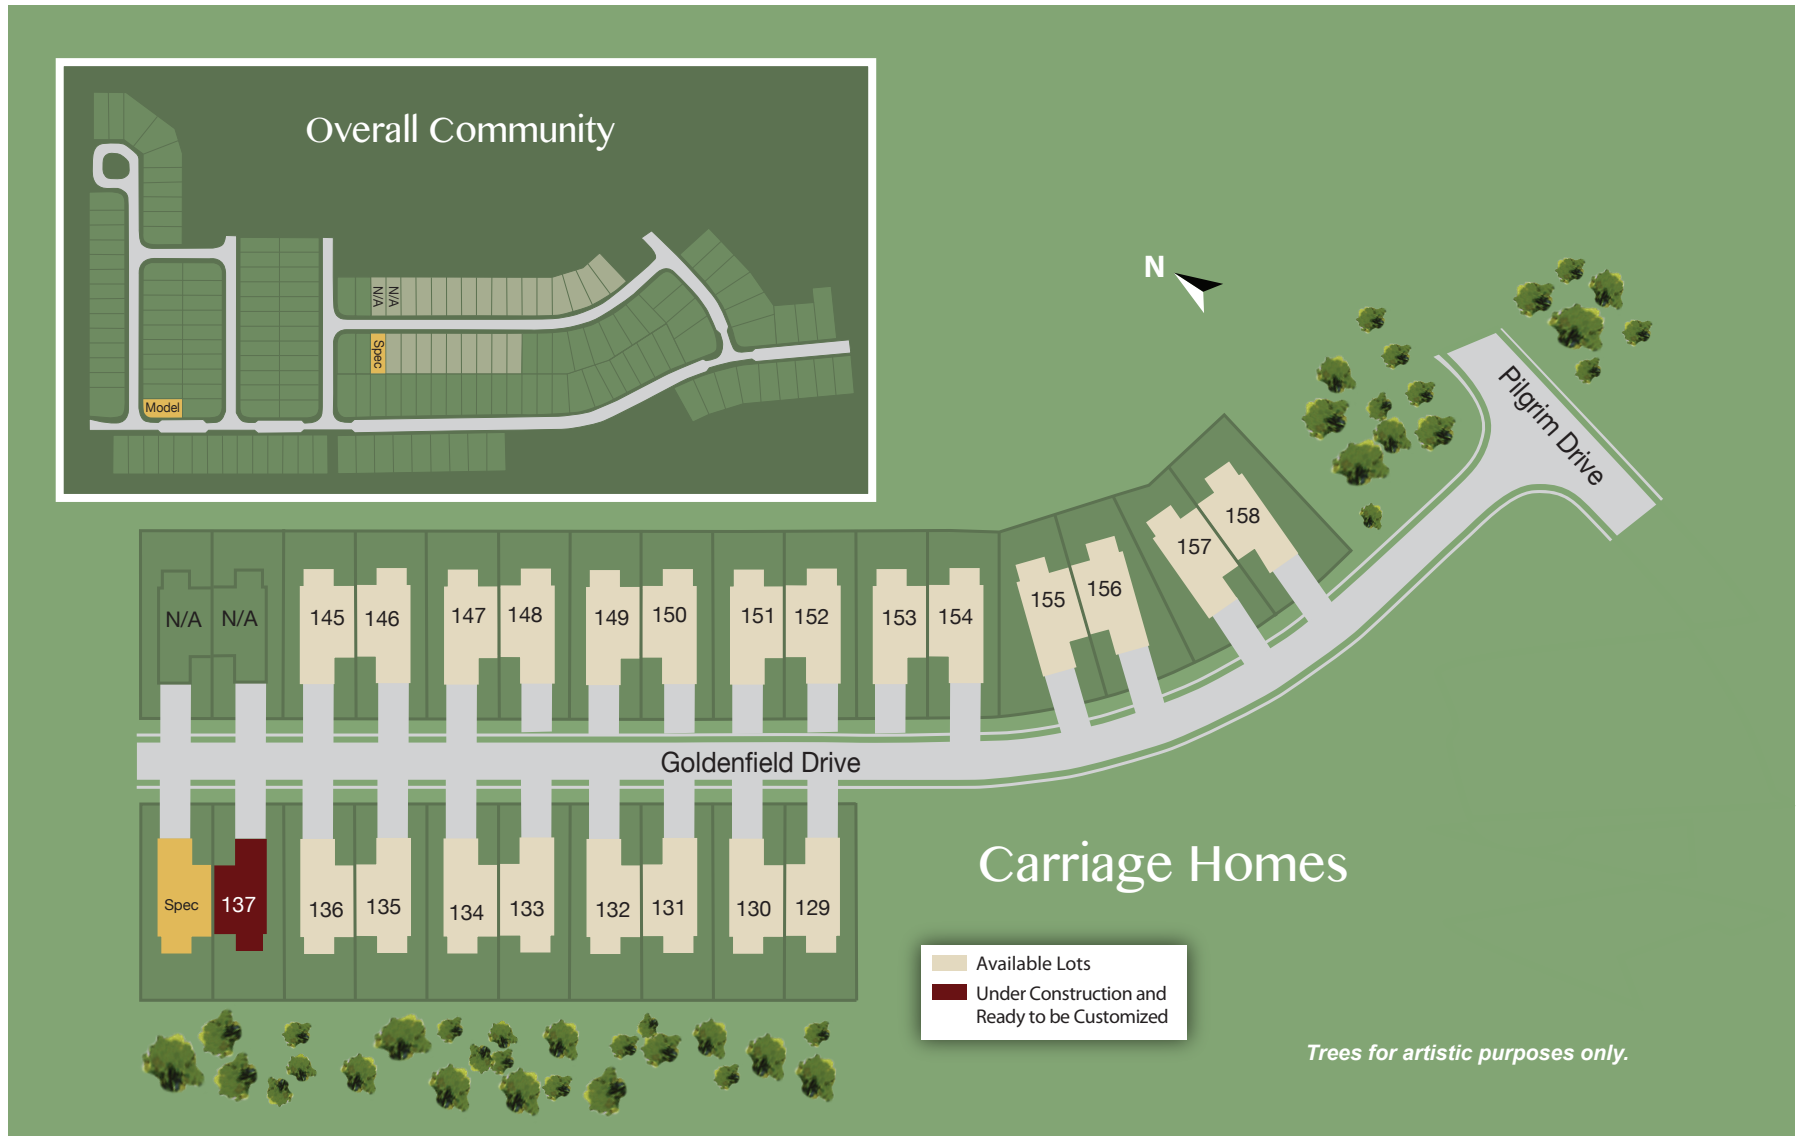 Overall Community
N/A
N/A
Spec
Model
N
Pilgrim Drive
N/A
N/A
145
146
147
148
149
150
151
152
153
154
155
156
157
158
Goldenfield Drive
Spec
137
136
135
134
133
132
131
130
129
Carriage Homes
Available Lots
Under Construction and
Ready to be Customized
Trees for artistic purposes only.